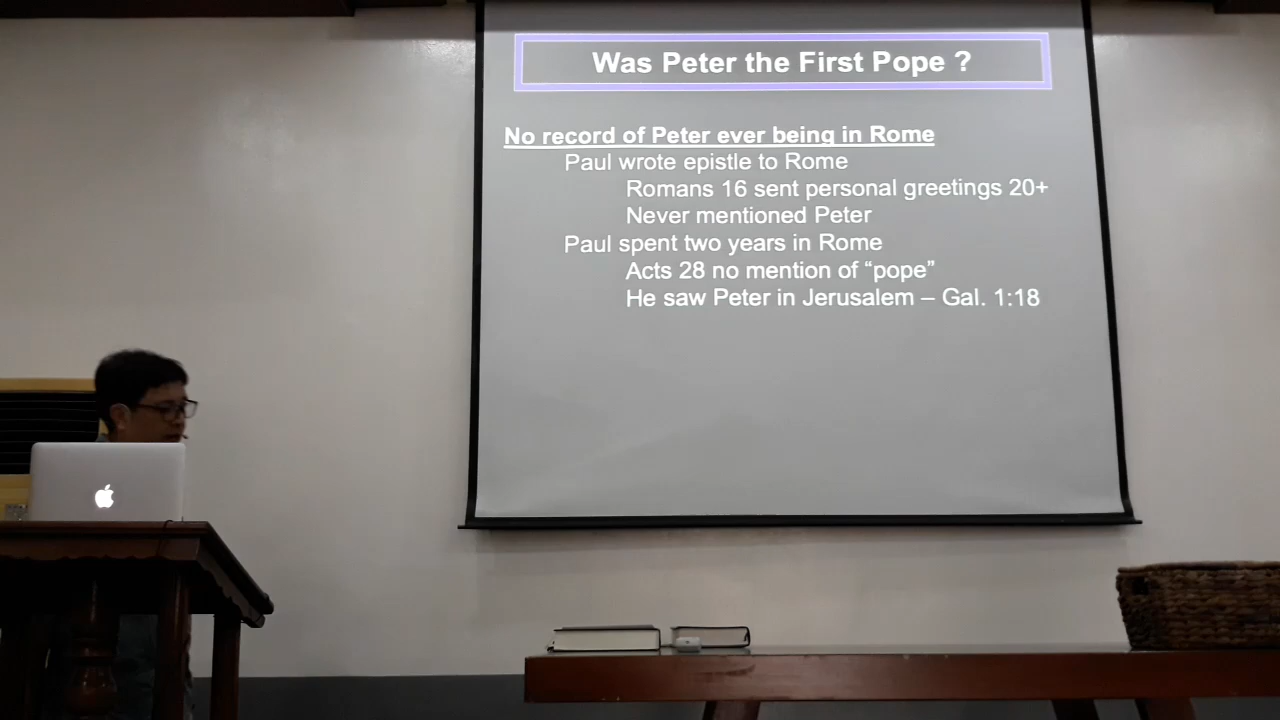 Was Peter the First Pope ?
No record of Peter ever being in Rome
Paul wrote epistle to Rome
Romans 16 sent personal greetings 20+
Never mentioned Peter
Paul spent two years in Rome
Acts 28 no mention of “pope”
He saw Peter in Jerusalem – Gal. 1:18